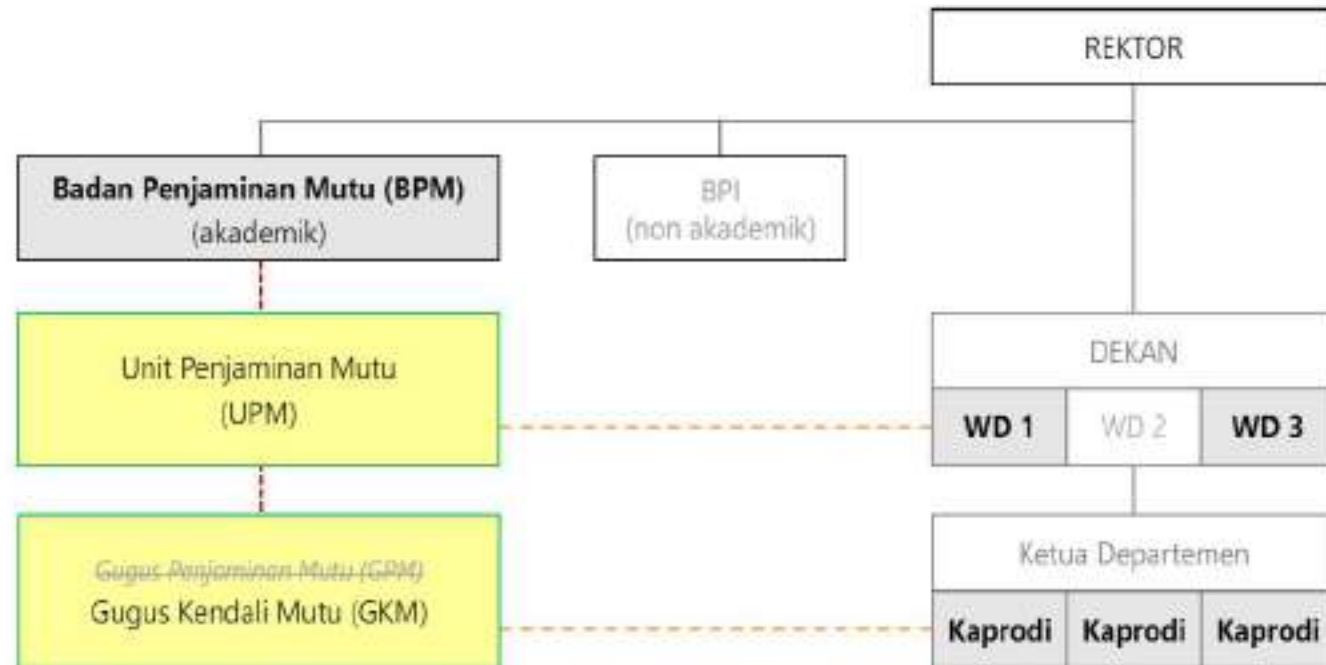 REKTOR
Badan Penjaminan Mutu (BPM)
(akademik)
BPI
(non akademik)
Unit Penjaminan Mutu
(UPM)
DEKAN
WD 1 WD 2 WD 3
Gugus Penjaminan Mutu (GPM)
Gugus Kendali Mutu (GKM)
Ketua Departemen
Kaprodi Kaprodi Kaprodi